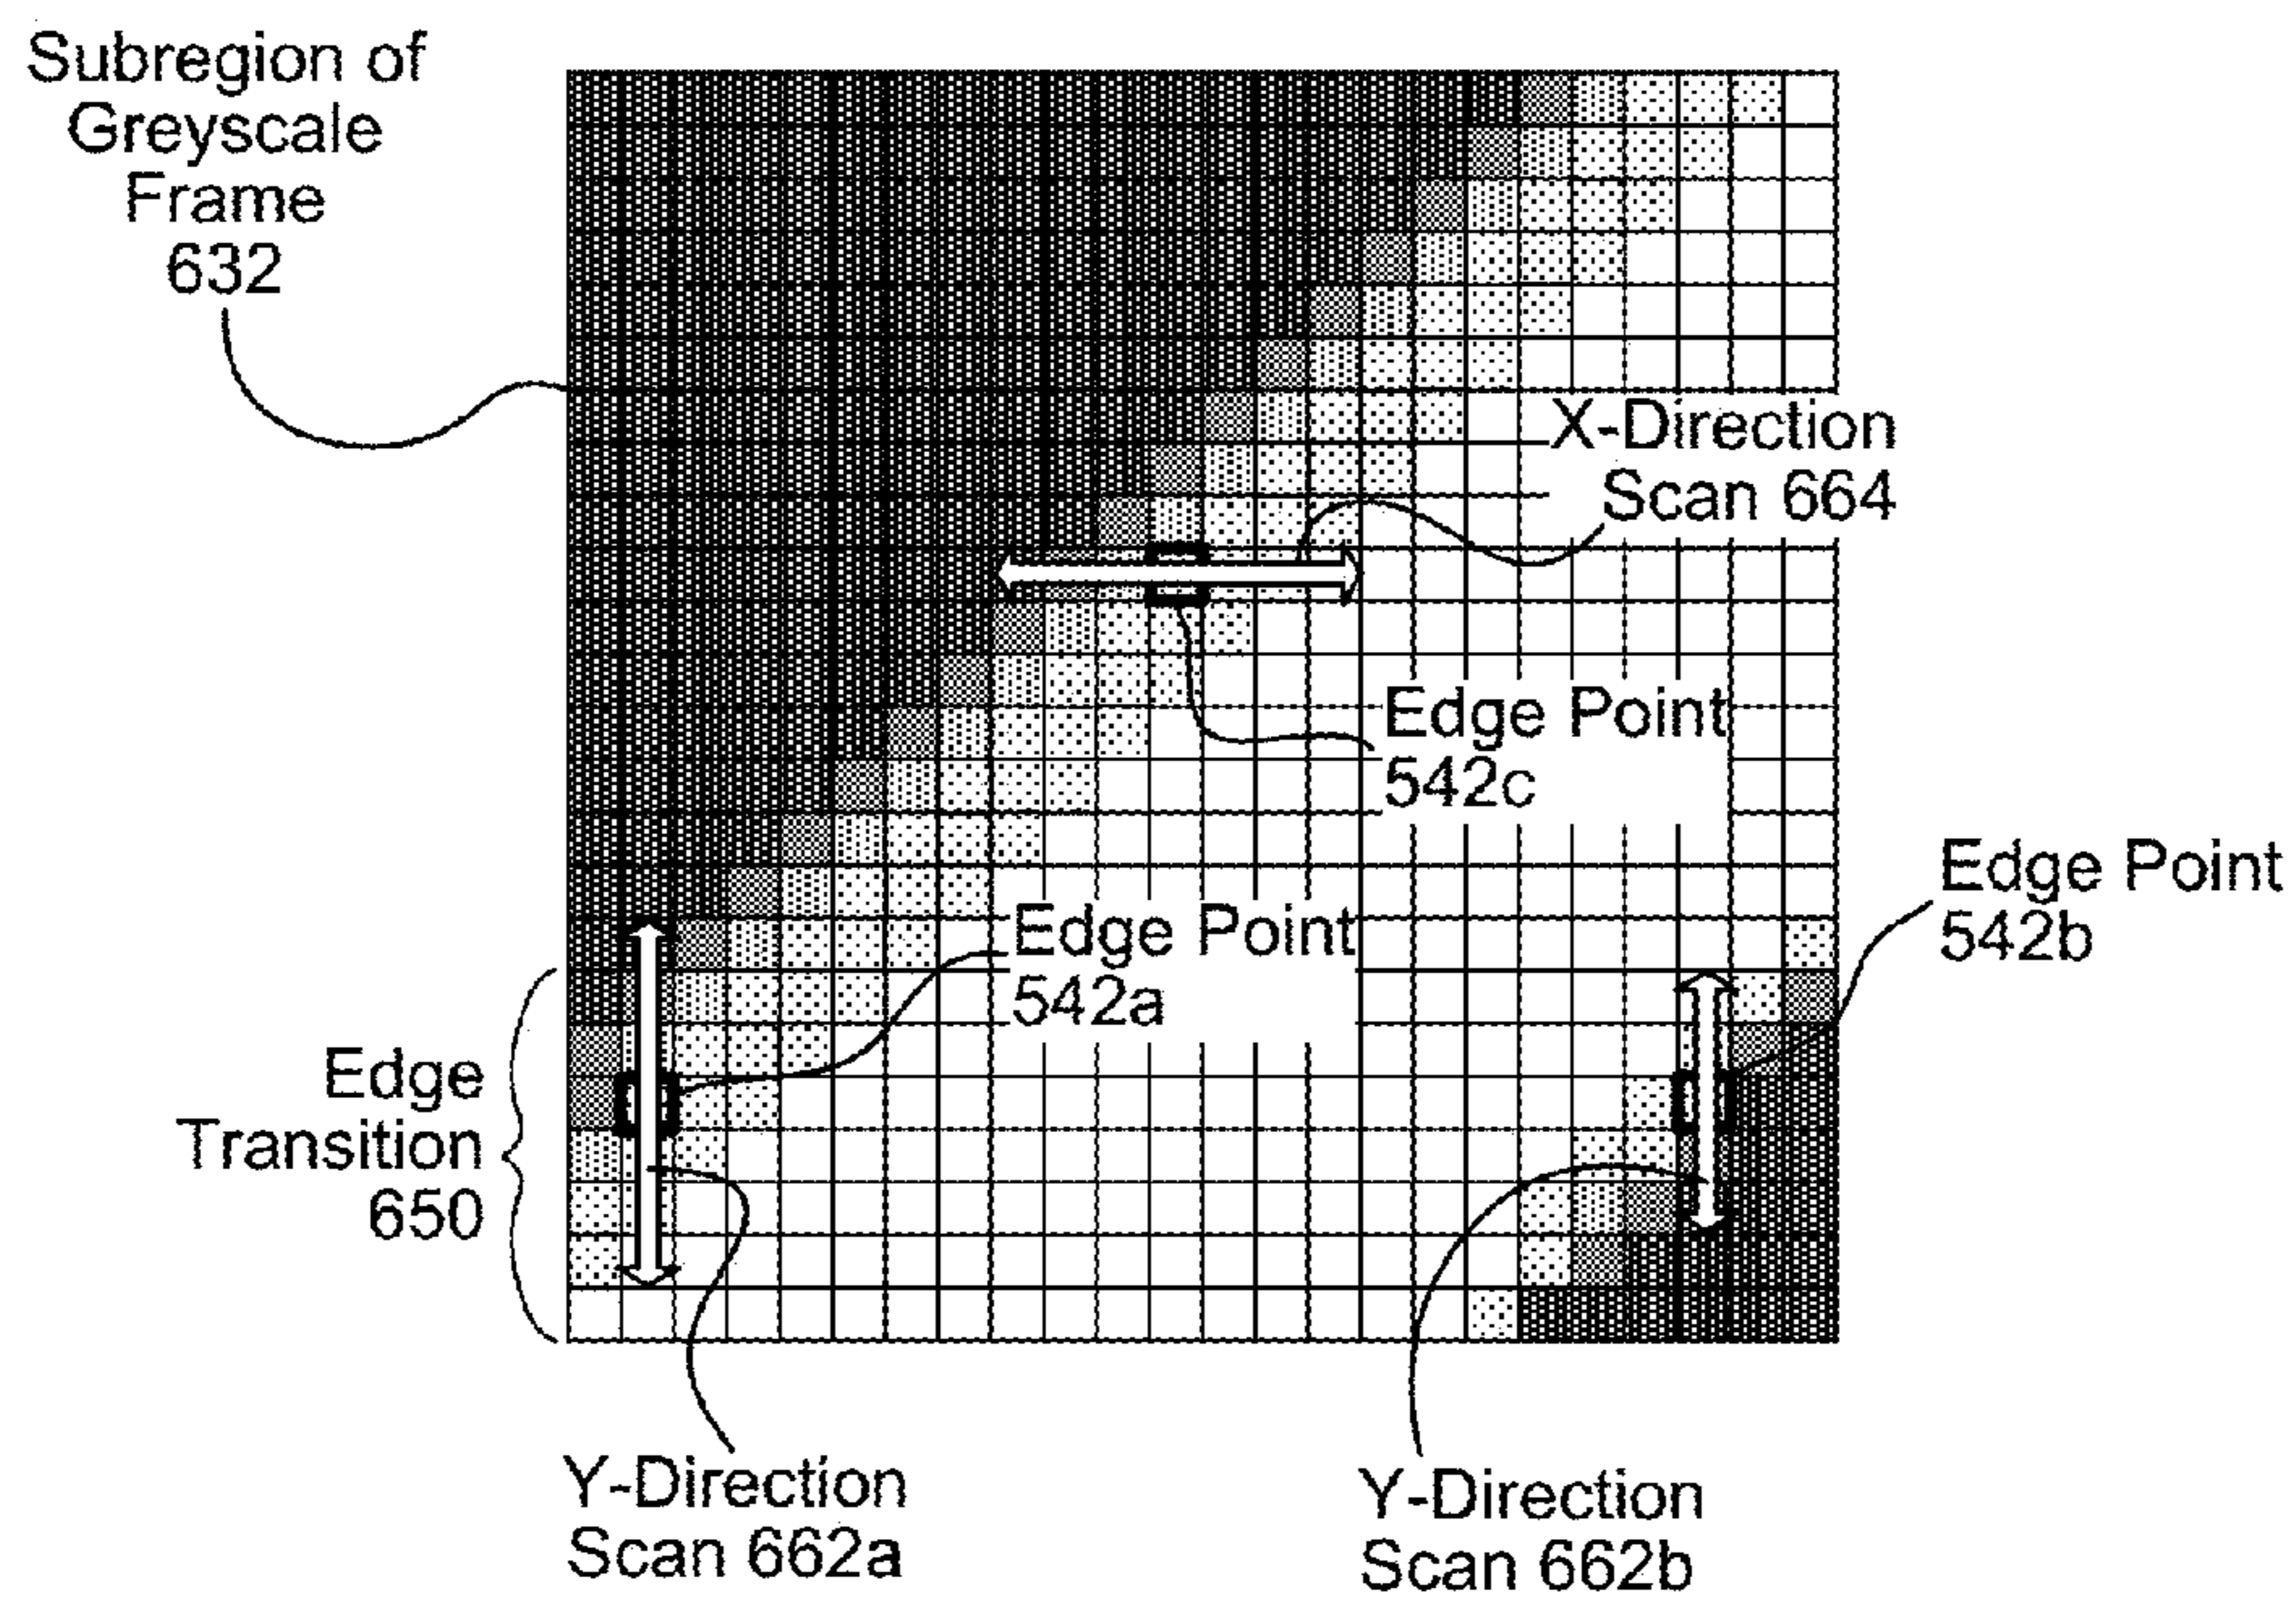 Subregion of
Greyscale
Frame
632
X-Direction
Scan 664
Edge Point
542c
Edge Point
542b
Edge Point
542a
Edge
Transition
650
Y-Direction
Scan 662a
Y-Direction
Scan 662b